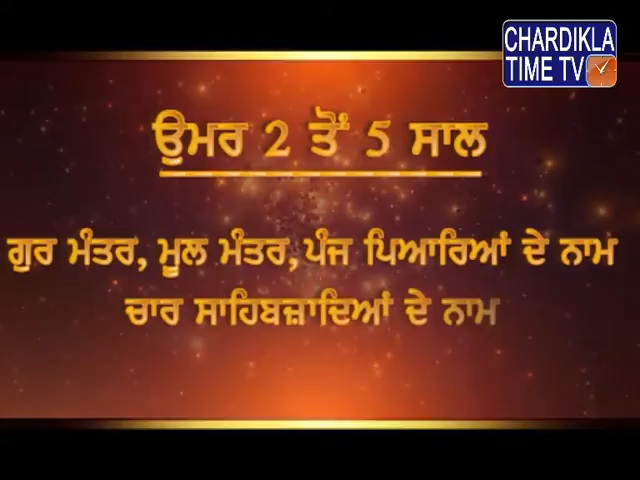 CHARDIKLA
TIME TV
ਉਮਰ 2 ਤੋਂ 5 ਸਾਲ
ਗੁਰ ਮੰਤਰ, ਮੂਲ ਮੰਤਰ, ਪੰਜ ਪਿਆਰਿਆਂ ਦੇ ਨਾਮ
ਚਾਰ ਸਾਹਿਬਜ਼ਾਦਿਆਂ ਦੇ ਨਾਮ